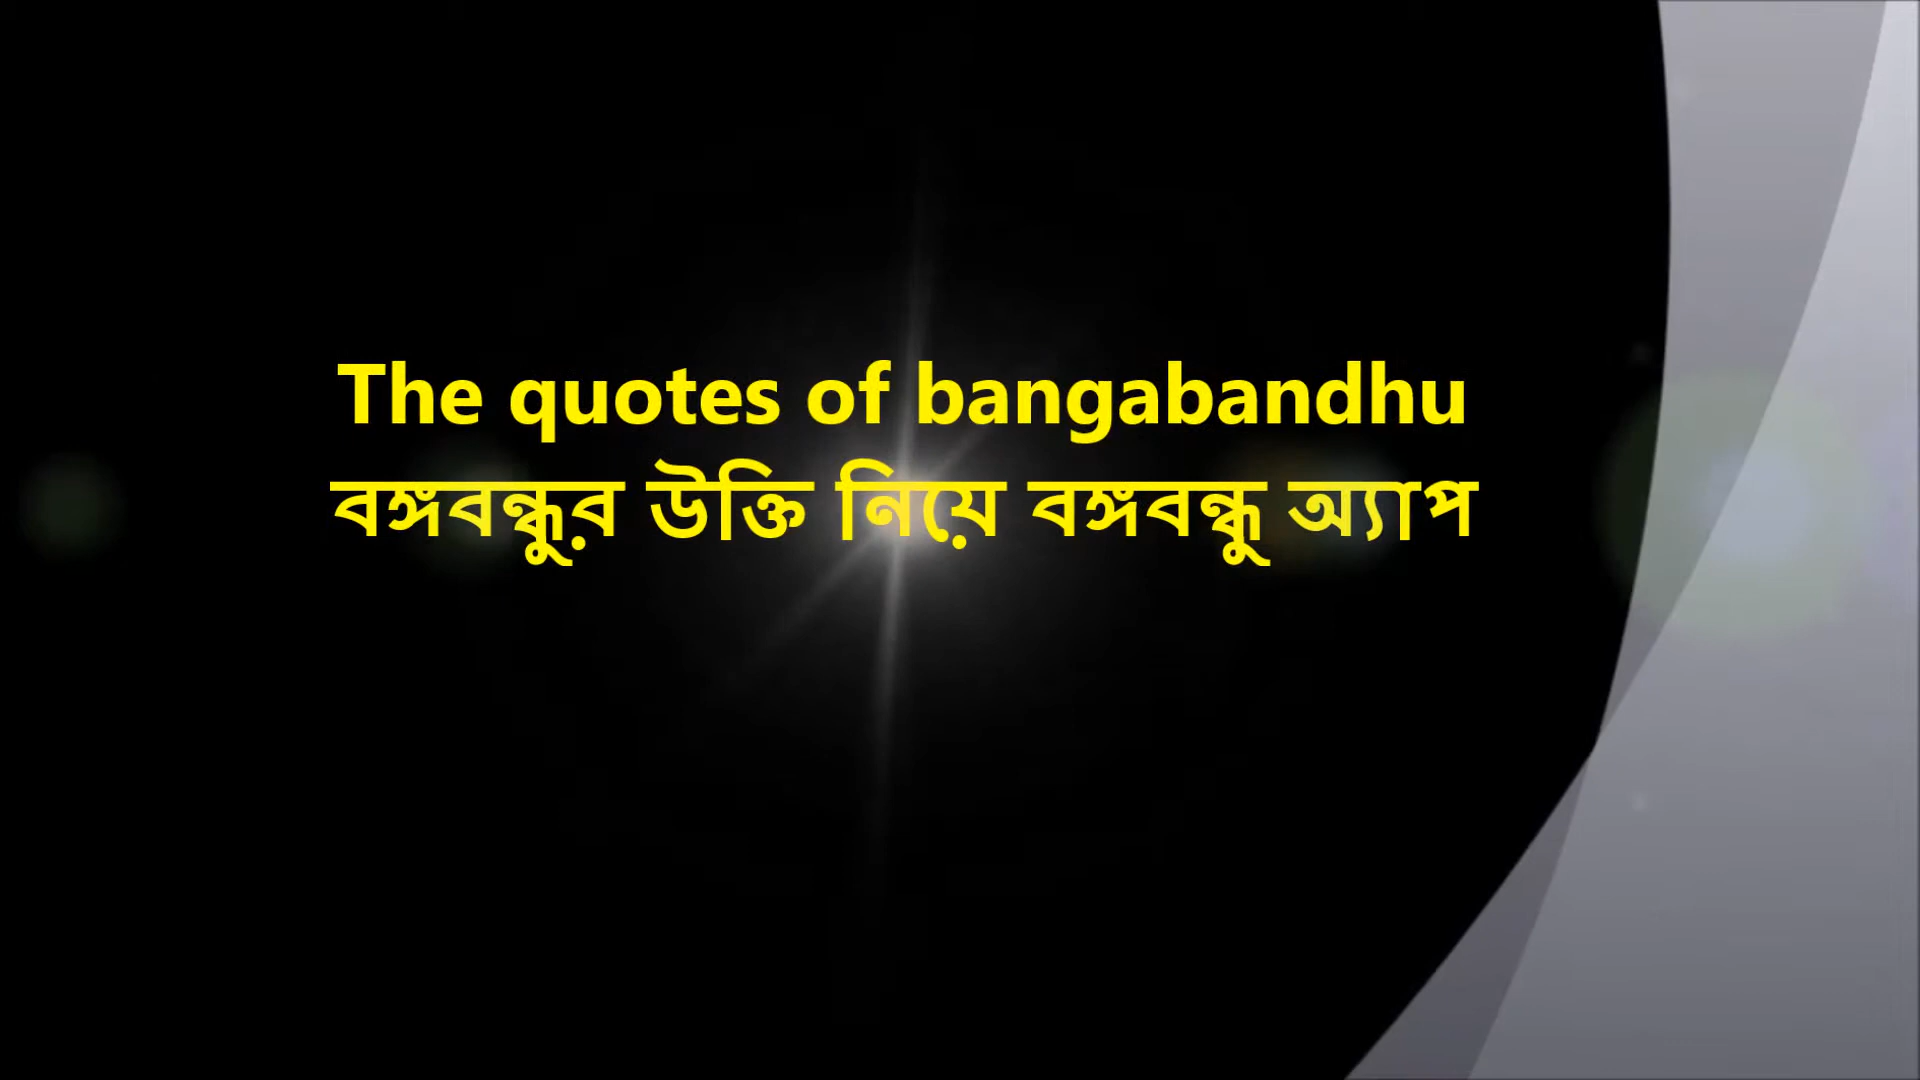 The quotes of bangabandhu
বঙ্গবন্ধুর উক্তি নিয়ে বঙ্গবন্ধু অ্যাপ